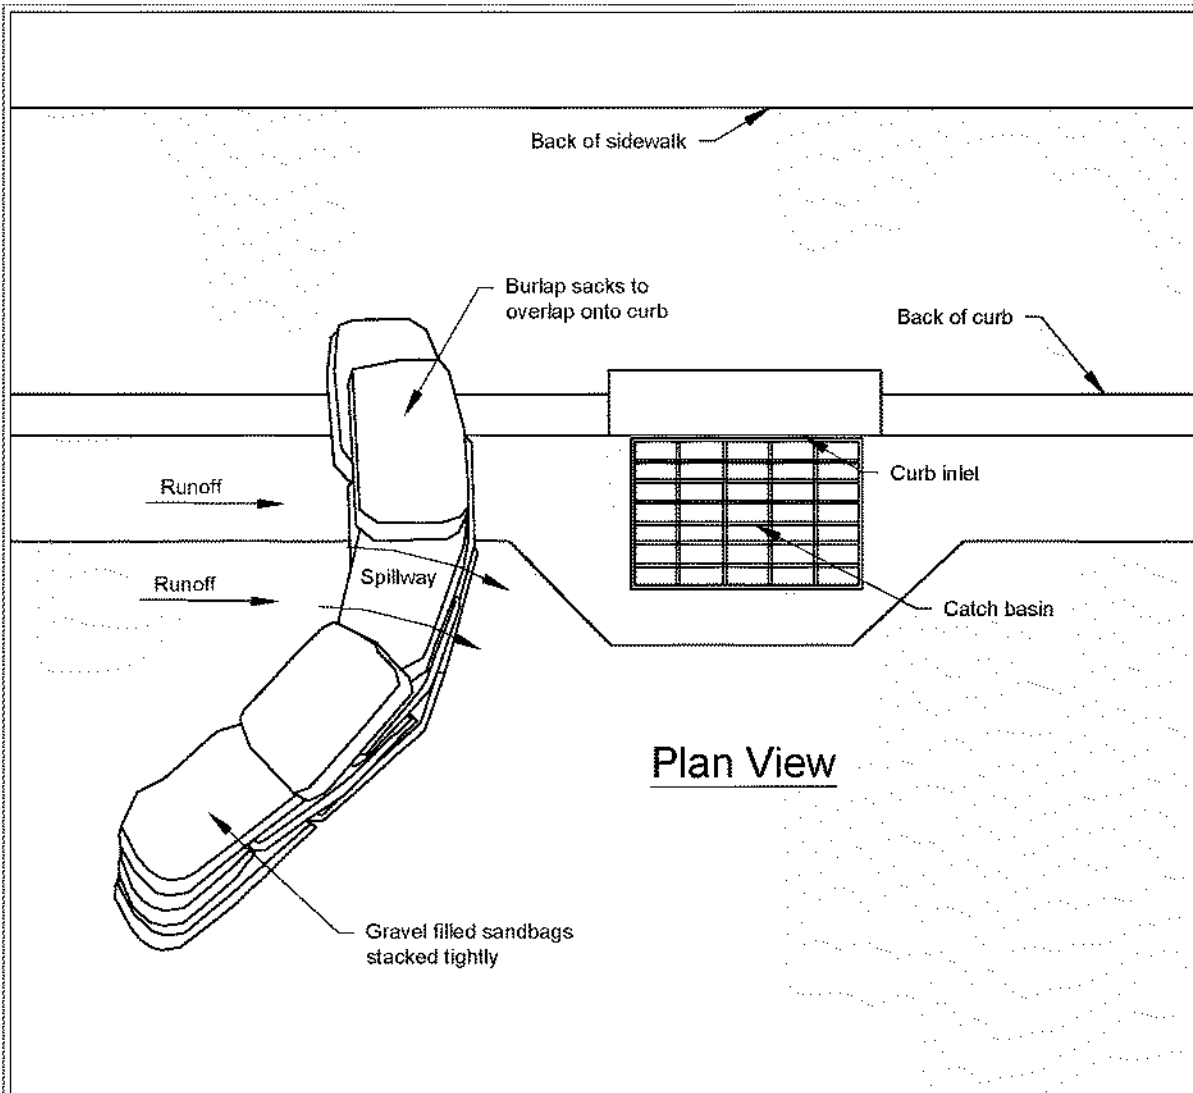 Back of sidewalk
Burlap sacks to
overlap onto curb
Back of curb
Curb inlet
Runoff
Spillway
Runoff
Catch basin
Plan View
Gravel filled sandbags
stacked tightly